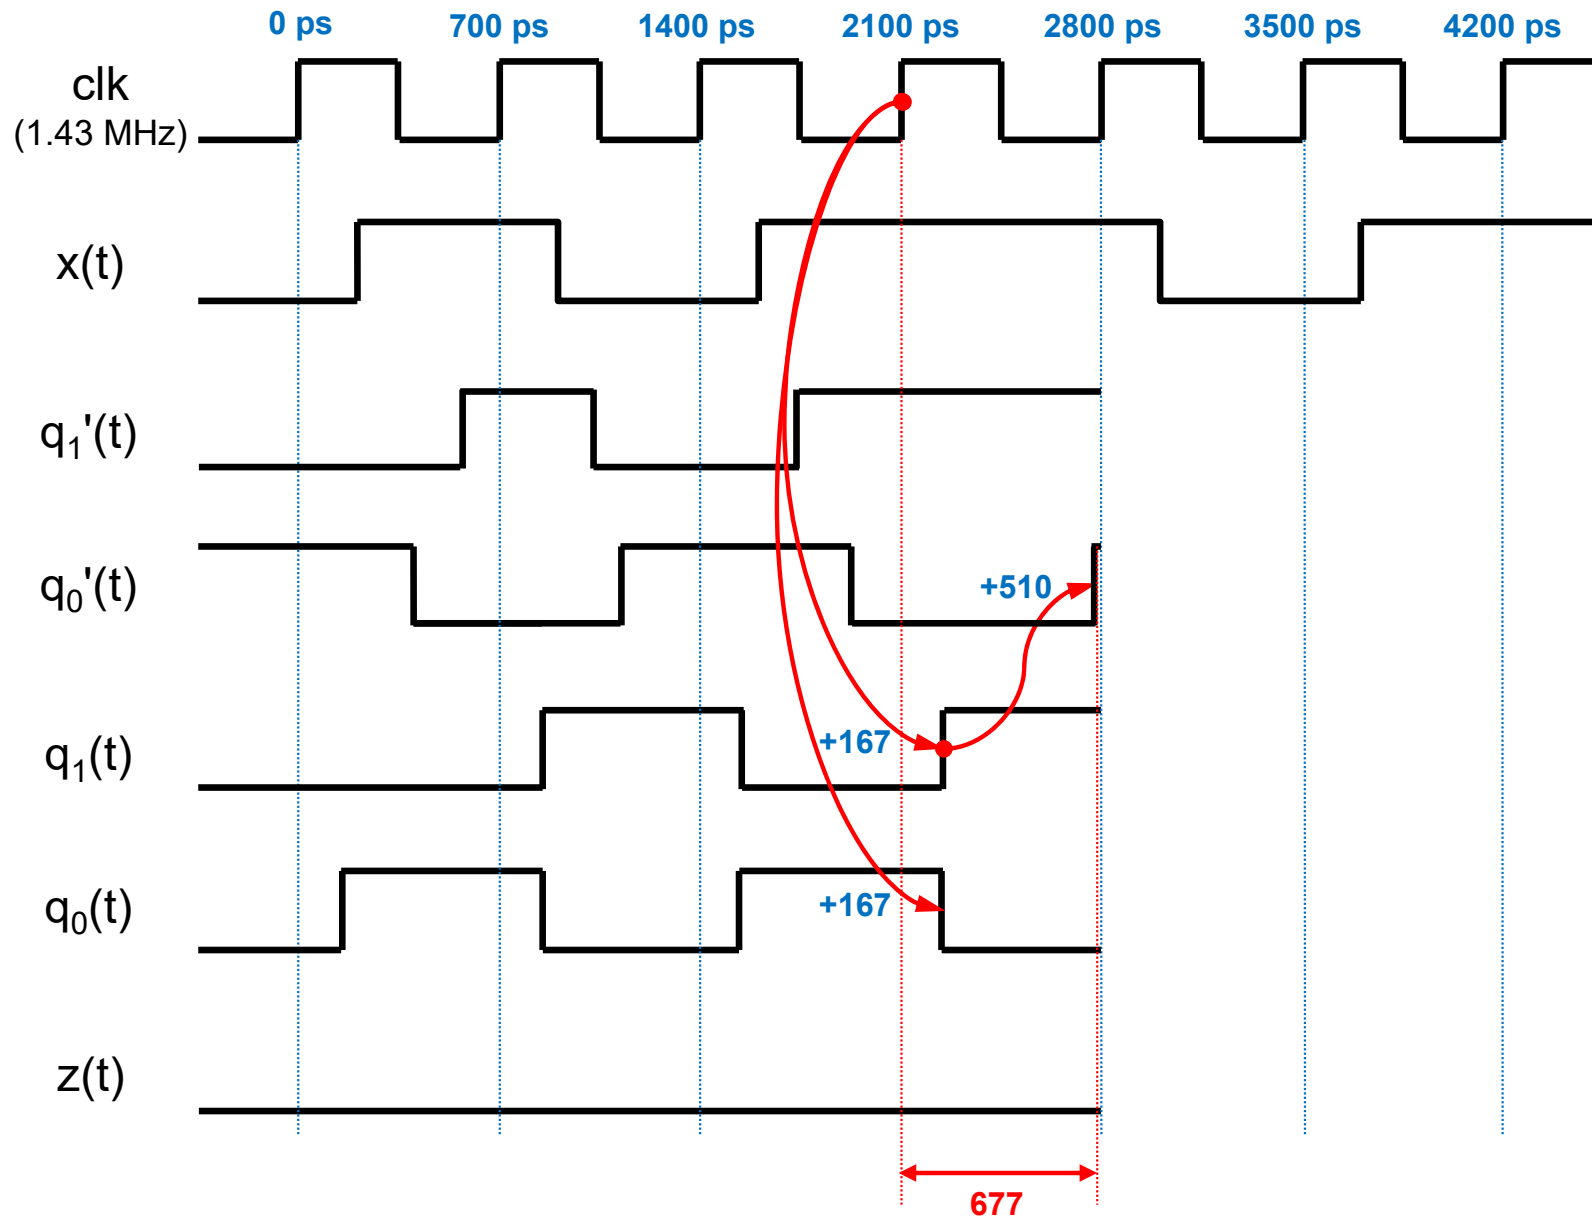 0 ps 700 ps 1400 ps 2100 ps 2800 ps 3500 ps 4200 ps
clk
(1.43 MHz)
x(t)
q₁'(t)
q₀'(t)
+510
q₁(t)
+167
q₀(t)
+167
z(t)
677